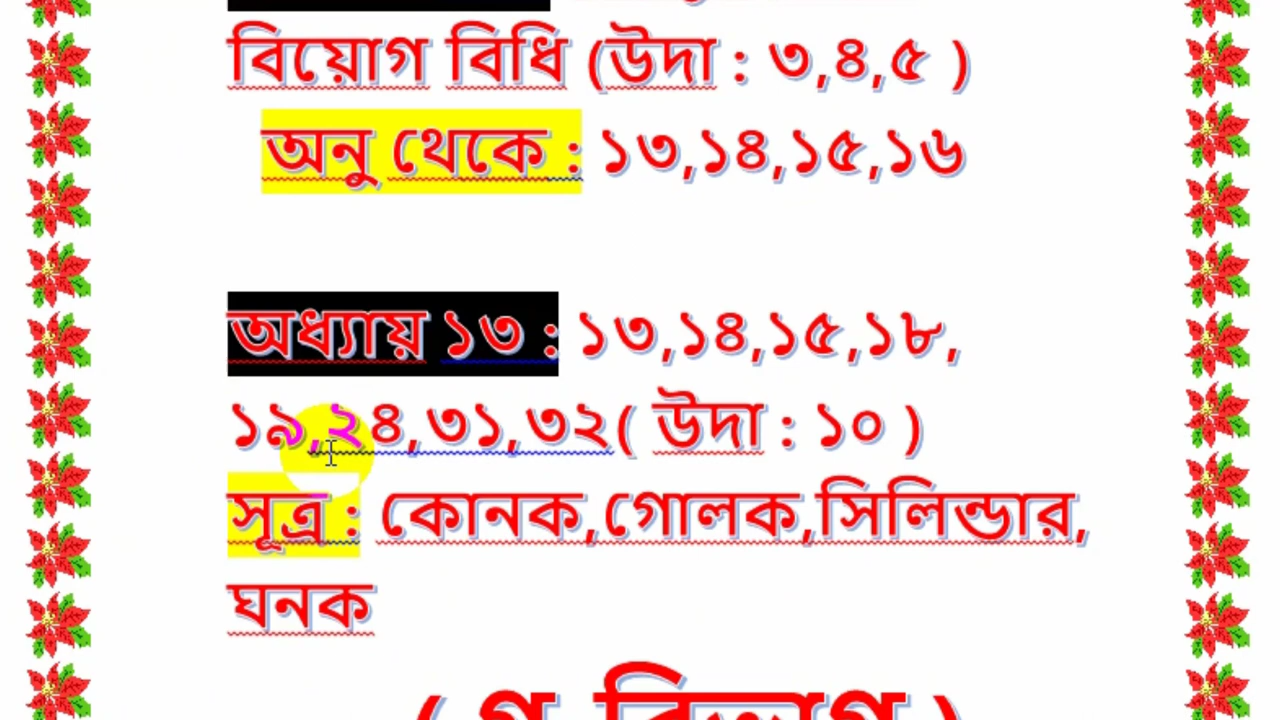 বিয়োগ বিধি (উদা : ৩,৪,৫ )
অনু থেকে : ১৩,১৪,১৫,১৬
অধ্যায় ১৩ : ১৩,১৪,১৫,১৮,
১৯,২৪,৩১,৩২( উদা : ১০ )
সূত্র : কোনক,গোলক,সিলিন্ডার,
ঘনক